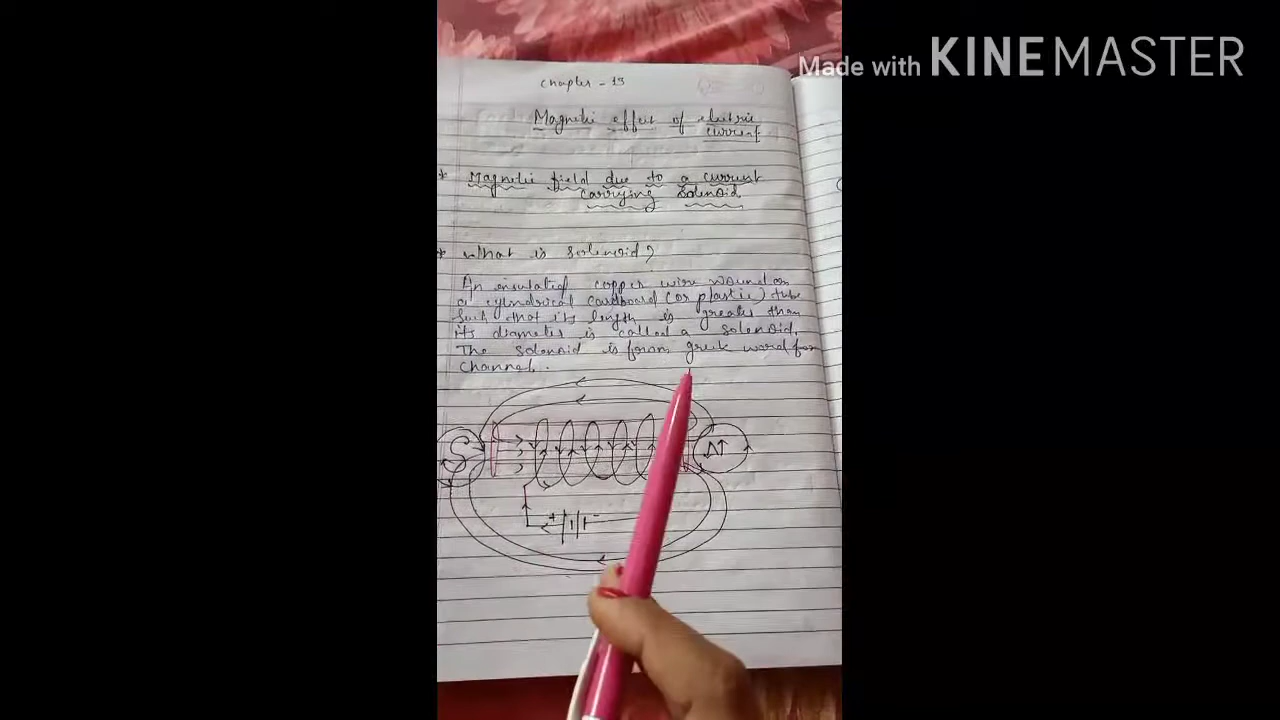 Made with KINEMASTER
Chapter - 13
Magnetic effect of electric
current
* Magnetic field due to a current
carrying solenoid
* What is solenoid?
An insulated copper wire wound on
a cylindrical cardboard (or plastic) tube
Such that its length is greater than
its diameter is called a solenoid.
The solenoid is from greek word for
channel.
S
N
+ -